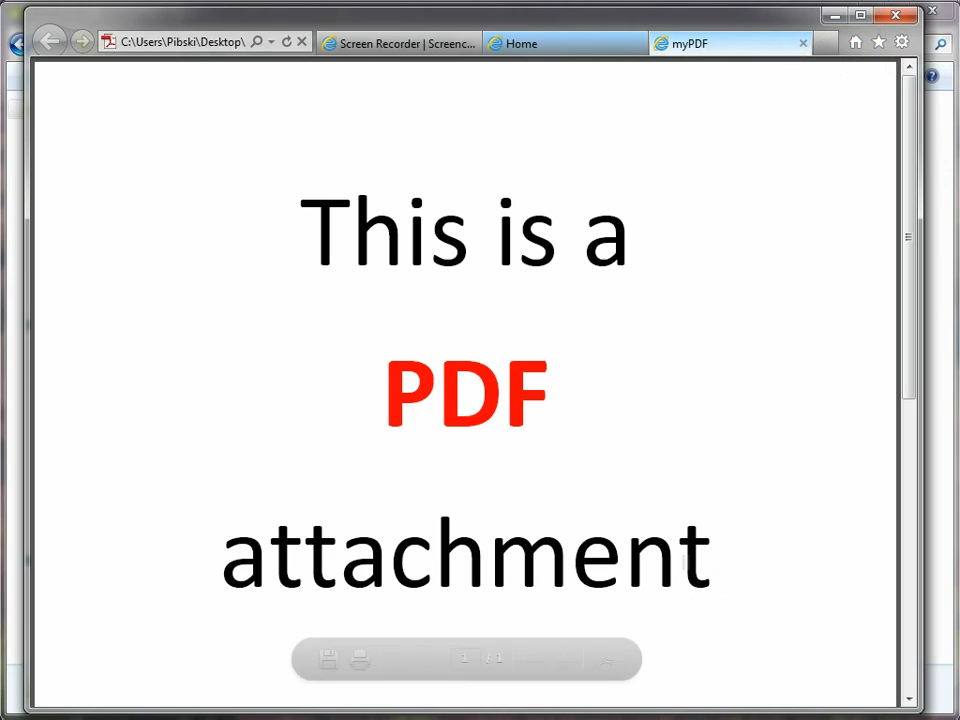 C:\Users\Pibski\Desktop\
Screen Recorder | Screenc...
Home
myPDF
This is a
PDF
attachment
1 / 1